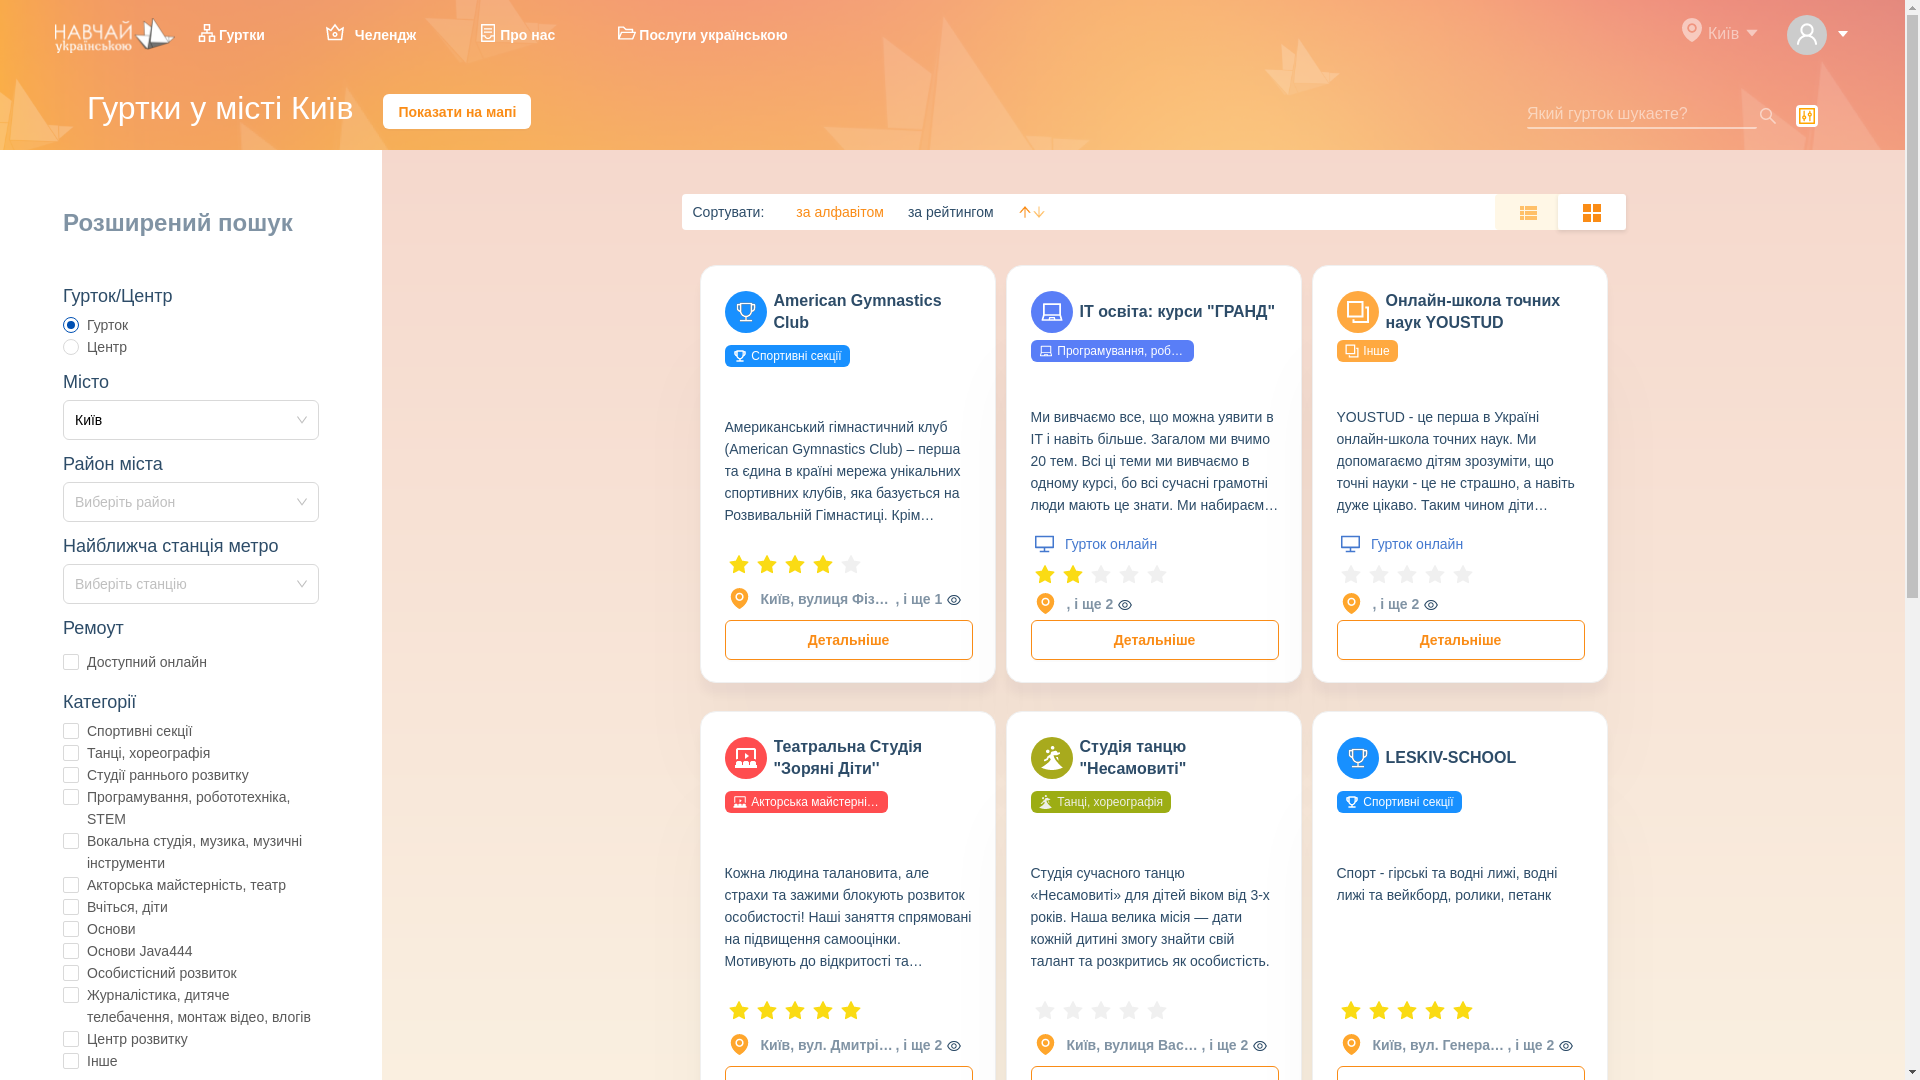 НАВЧАЙ
українською
Гуртки
Челендж
Про нас
Послуги українською
Київ
Гуртки у місті Київ
Показати на мапі
Який гурток шукаєте?
Розширений пошук
Гурток/Центр
Гурток
Центр
Місто
Київ
Район міста
Виберіть район
Найближча станція метро
Виберіть станцію
Ремоут
Доступний онлайн
Категорії
Спортивні секції
Танці, хореографія
Студії раннього розвитку
Програмування, робототехніка,
STEM
Вокальна студія, музика, музичні
інструменти
Акторська майстерність, театр
Вчіться, діти
Основи
Основи Java444
Особистісний розвиток
Журналістика, дитяче
телебачення, монтаж відео, влогів
Центр розвитку
Інше
Сортувати:
за алфавітом
за рейтингом
American Gymnastics
Club
Спортивні секції
Американський гімнастичний клуб
(American Gymnastics Club) – перша
та єдина в країні мережа унікальних
спортивних клубів, яка базується на
Розвивальній Гімнастиці. Крім…
Київ, вулиця Фіз… , і ще 1
Детальніше
IT освіта: курси "ГРАНД"
Програмування, роб…
Ми вивчаємо все, що можна уявити в
ІТ і навіть більше. Загалом ми вчимо
20 тем. Всі ці теми ми вивчаємо в
одному курсі, бо всі сучасні грамотні
люди мають це знати. Ми набираєм…
Гурток онлайн
, і ще 2
Детальніше
Онлайн-школа точних
наук YOUSTUD
Інше
YOUSTUD - це перша в Україні
онлайн-школа точних наук. Ми
допомагаємо дітям зрозуміти, що
точні науки - це не страшно, а навіть
дуже цікаво. Таким чином діти…
Гурток онлайн
, і ще 2
Детальніше
Театральна Студія
"Зоряні Діти''
Акторська майстерні…
Кожна людина талановита, але
страхи та зажими блокують розвиток
особистості! Наші заняття спрямовані
на підвищення самооцінки.
Мотивують до відкритості та…
Київ, вул. Дмитрі… , і ще 2
Студія танцю
"Несамовиті"
Танці, хореографія
Студія сучасного танцю
«Несамовиті» для дітей віком від 3-х
років. Наша велика місія — дати
кожній дитині змогу знайти свій
талант та розкритись як особистість.
Київ, вулиця Вас… , і ще 2
LESKIV-SCHOOL
Спортивні секції
Спорт - гірські та водні лижі, водні
лижі та вейкборд, ролики, петанк
Київ, вул. Генера… , і ще 2